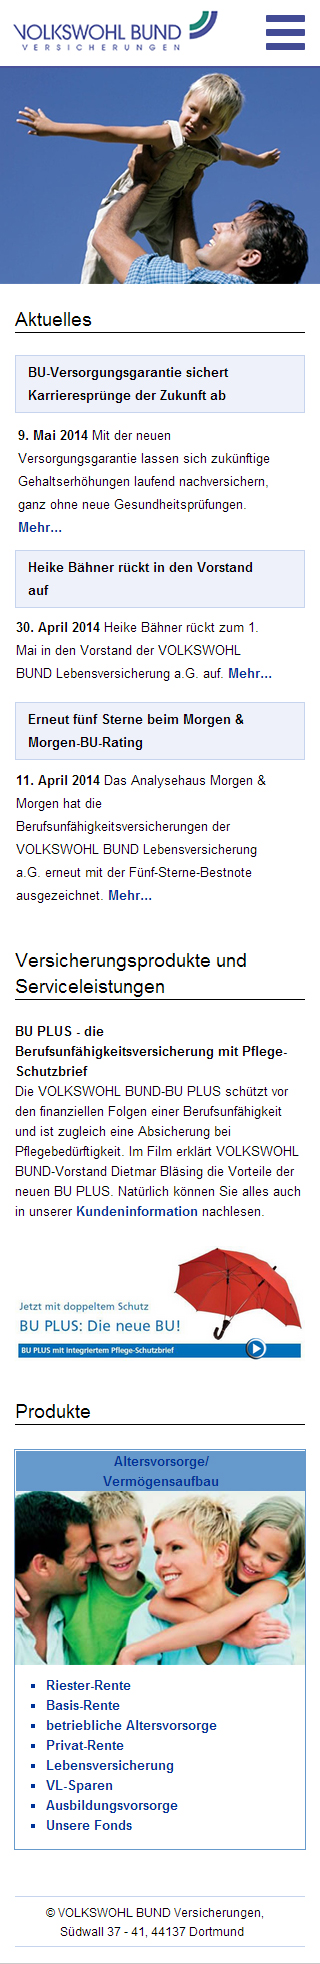 VOLKSWOHL BUND
VERSICHERUNGEN
Aktuelles
BU-Versorgungsgarantie sichert
Karrieresprünge der Zukunft ab
9. Mai 2014 Mit der neuen
Versorgungsgarantie lassen sich zukünftige
Gehaltserhöhungen laufend nachversichern,
ganz ohne neue Gesundheitsprüfungen.
Mehr...
Heike Bähner rückt in den Vorstand
auf
30. April 2014 Heike Bähner rückt zum 1.
Mai in den Vorstand der VOLKSWOHL
BUND Lebensversicherung a.G. auf. Mehr...
Erneut fünf Sterne beim Morgen &
Morgen-BU-Rating
11. April 2014 Das Analysehaus Morgen &
Morgen hat die
Berufsunfähigkeitsversicherungen der
VOLKSWOHL BUND Lebensversicherung
a.G. erneut mit der Fünf-Sterne-Bestnote
ausgezeichnet. Mehr...
Versicherungsprodukte und
Serviceleistungen
BU PLUS - die
Berufsunfähigkeitsversicherung mit Pflege-
Schutzbrief
Die VOLKSWOHL BUND-BU PLUS schützt vor
den finanziellen Folgen einer Berufsunfähigkeit
und ist zugleich eine Absicherung bei
Pflegebedürftigkeit. Im Film erklärt VOLKSWOHL
BUND-Vorstand Dietmar Bläsing die Vorteile der
neuen BU PLUS. Natürlich können Sie alles auch
in unserer Kundeninformation nachlesen.
Jetzt mit doppeltem Schutz
BU PLUS: Die neue BU!
BU PLUS mit integriertem Pflege-Schutzbrief
Produkte
Altersvorsorge/
Vermögensaufbau
Riester-Rente
Basis-Rente
betriebliche Altersvorsorge
Privat-Rente
Lebensversicherung
VL-Sparen
Ausbildungsvorsorge
Unsere Fonds
© VOLKSWOHL BUND Versicherungen,
Südwall 37 - 41, 44137 Dortmund